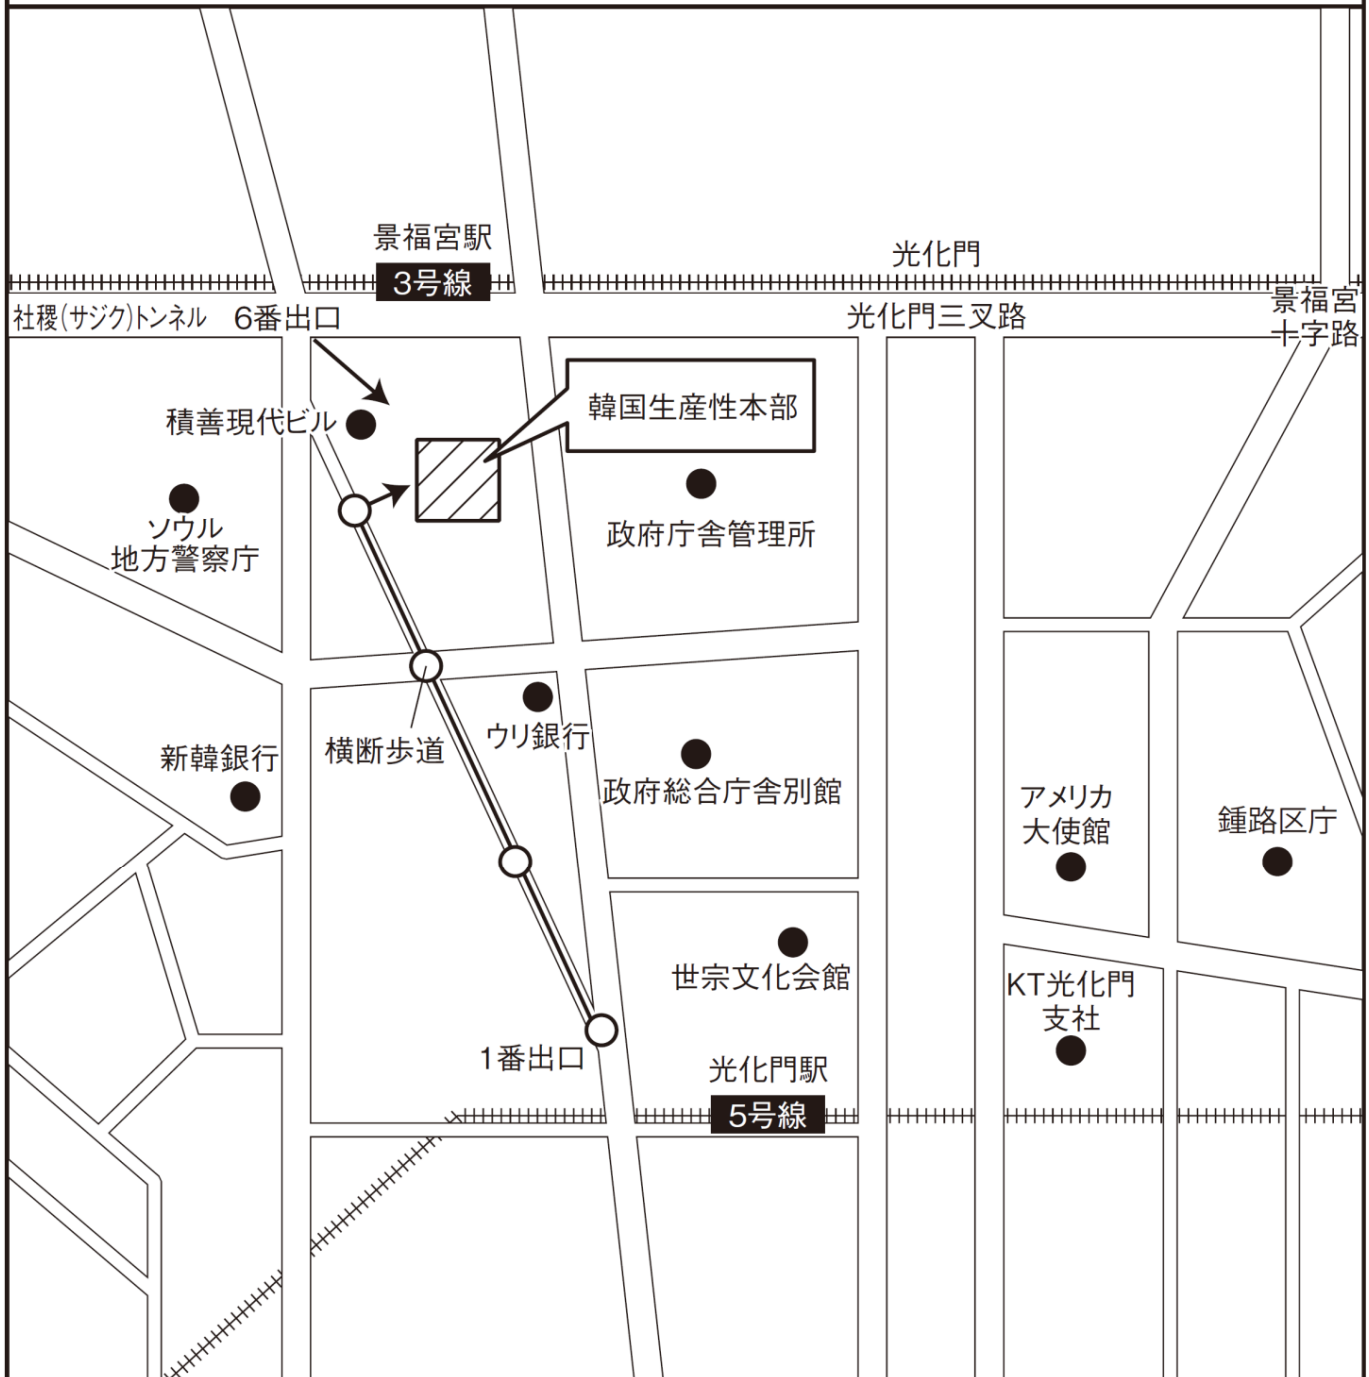 景福宮駅
3号線
光化門
社稷(サジク)トンネル
6番出口
光化門三叉路
景福宮
十字路
積善現代ビル
韓国生産性本部
ソウル
地方警察庁
政府庁舎管理所
新韓銀行
横断歩道
ウリ銀行
政府総合庁舎別館
アメリカ
大使館
鍾路区庁
世宗文化会館
KT光化門
支社
1番出口
光化門駅
5号線